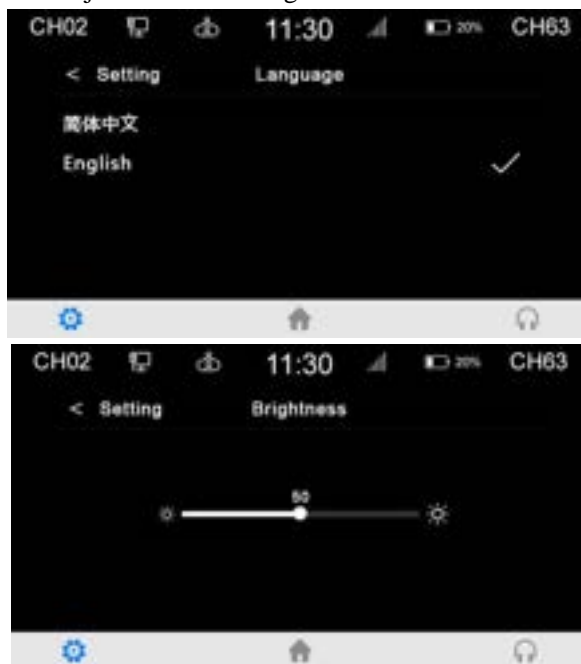 CH02 11:30 20% CH63
< Setting Language
简体中文
English
CH02 11:30 20% CH63
< Setting Brightness
50